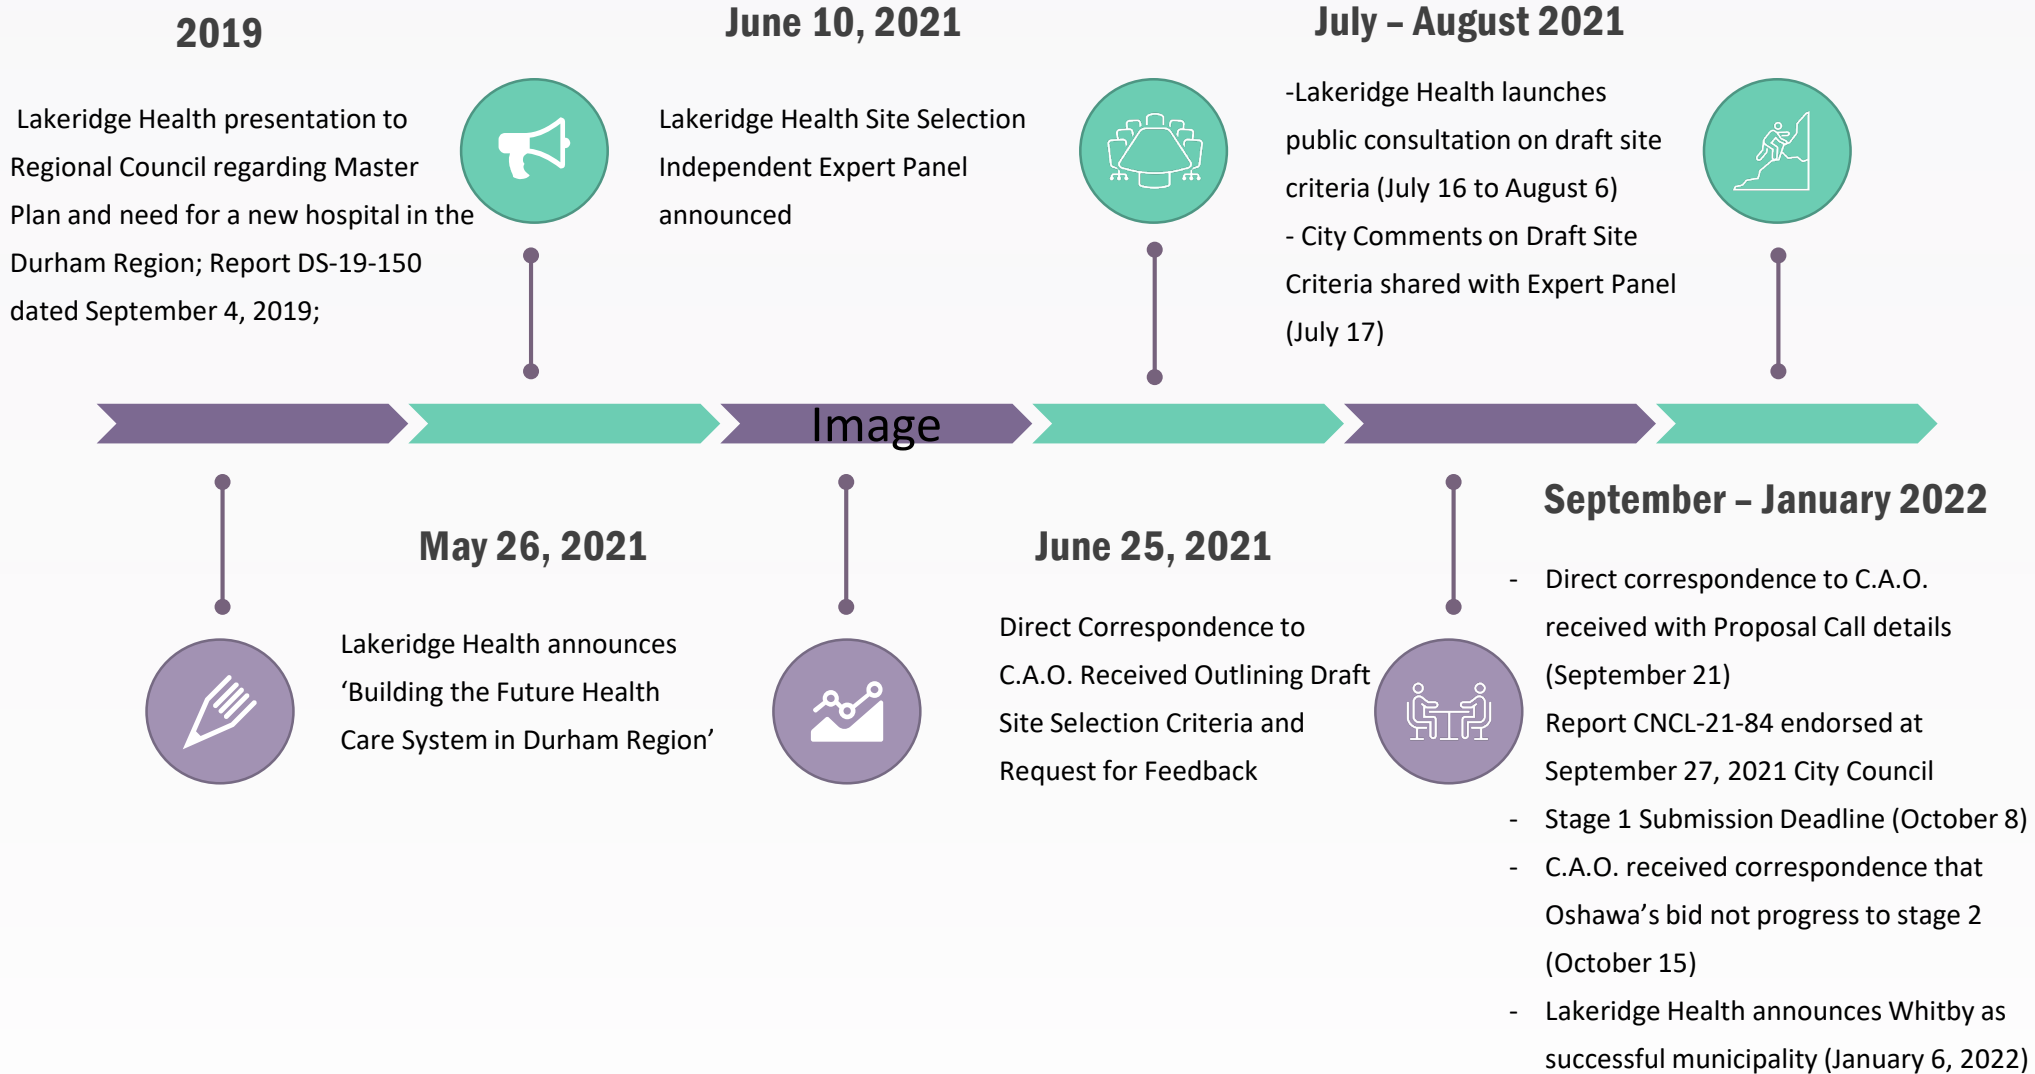 2019
Lakeridge Health presentation to
Regional Council regarding Master
Plan and need for a new hospital in the
Durham Region; Report DS-19-150
dated September 4, 2019;
May 26, 2021
Lakeridge Health announces
‘Building the Future Health
Care System in Durham Region’
June 10, 2021
Lakeridge Health Site Selection
Independent Expert Panel
announced
Image
June 25, 2021
Direct Correspondence to
C.A.O. Received Outlining Draft
Site Selection Criteria and
Request for Feedback
July – August 2021
-Lakeridge Health launches
public consultation on draft site
criteria (July 16 to August 6)
- City Comments on Draft Site
Criteria shared with Expert Panel
(July 17)
September – January 2022
- Direct correspondence to C.A.O.
received with Proposal Call details
(September 21)
Report CNCL-21-84 endorsed at
September 27, 2021 City Council
- Stage 1 Submission Deadline (October 8)
- C.A.O. received correspondence that
Oshawa’s bid not progress to stage 2
(October 15)
- Lakeridge Health announces Whitby as
successful municipality (January 6, 2022)